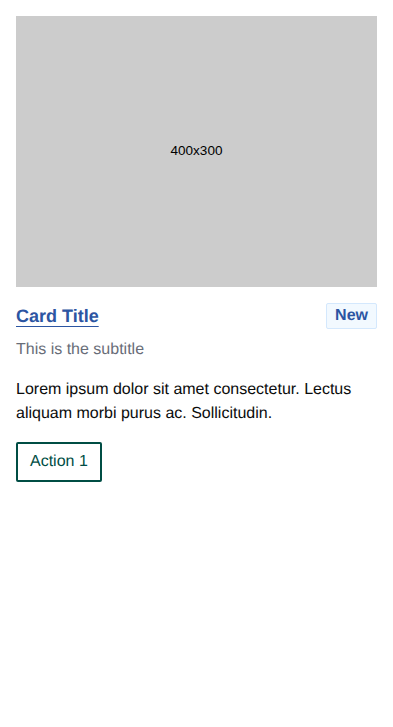 400x300
Card Title
New
This is the subtitle
Lorem ipsum dolor sit amet consectetur. Lectus
aliquam morbi purus ac. Sollicitudin.
Action 1